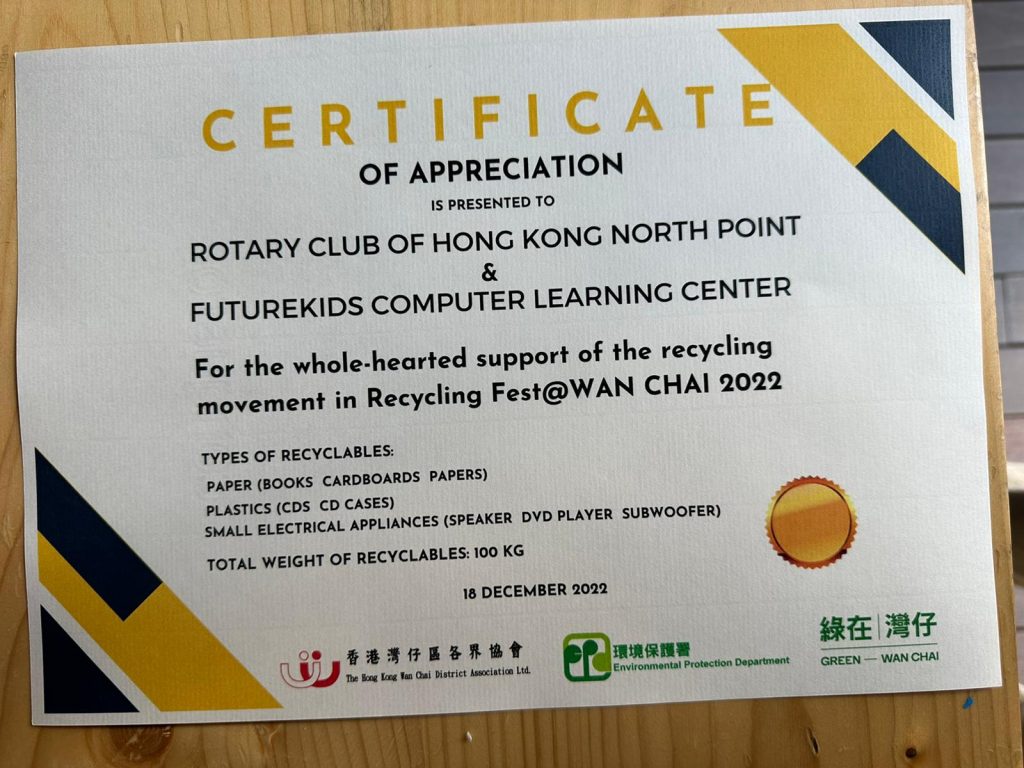 CERTIFICATE
OF APPRECIATION
IS PRESENTED TO
ROTARY CLUB OF HONG KONG NORTH POINT
&
FUTUREKIDS COMPUTER LEARNING CENTER
For the whole-hearted support of the recycling
movement in Recycling Fest@WAN CHAI 2022
TYPES OF RECYCLABLES:
PAPER (BOOKS CARDBOARDS PAPERS)
PLASTICS (CDS CD CASES)
SMALL ELECTRICAL APPLIANCES (SPEAKER DVD PLAYER SUBWOOFER)
TOTAL WEIGHT OF RECYCLABLES: 100 KG
18 DECEMBER 2022
香港灣仔區各界協會
The Hong Kong Wan Chai District Association Ltd.
環境保護署
Environmental Protection Department
綠在|灣仔
GREEN — WAN CHAI